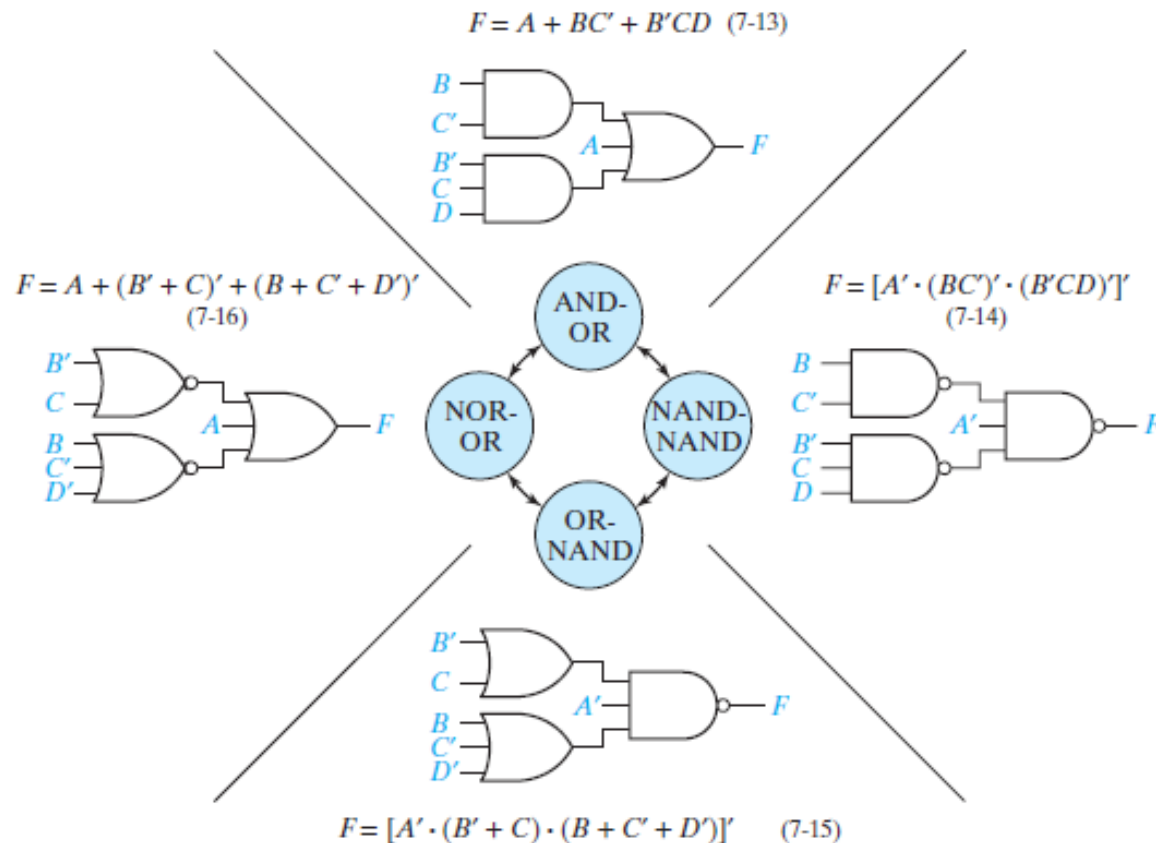 F = A + BC′ + B′CD (7-13)
B
C′
A
F
B′
C
D
F = A + (B′ + C)′ + (B + C′ + D′)′
(7-16)
B′
C
A
F
B
C′
D′
AND-
OR
NOR-
OR
NAND-
NAND
OR-
NAND
F = [A′ · (BC′)′ · (B′CD)′]′
(7-14)
B
C′
A′
F
B′
C
D
B′
C
A′
F
B
C′
D′
F = [A′ · (B′ + C) · (B + C′ + D′)]′ (7-15)